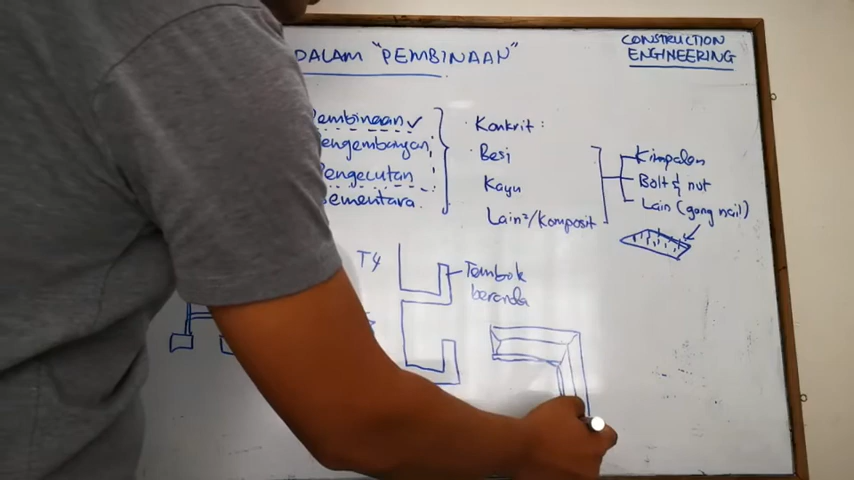 DALAM "PEMBINAAN"
CONSTRUCTION
ENGINEERING
Pembinaan ✓
Pengembangan
Pengecutan
Sementara.
Konkrit :
Besi
Kayu
Lain²/Komposit
Kimpalan
Bolt & nut
Lain (gang nail)
T4
Tembok
beranda